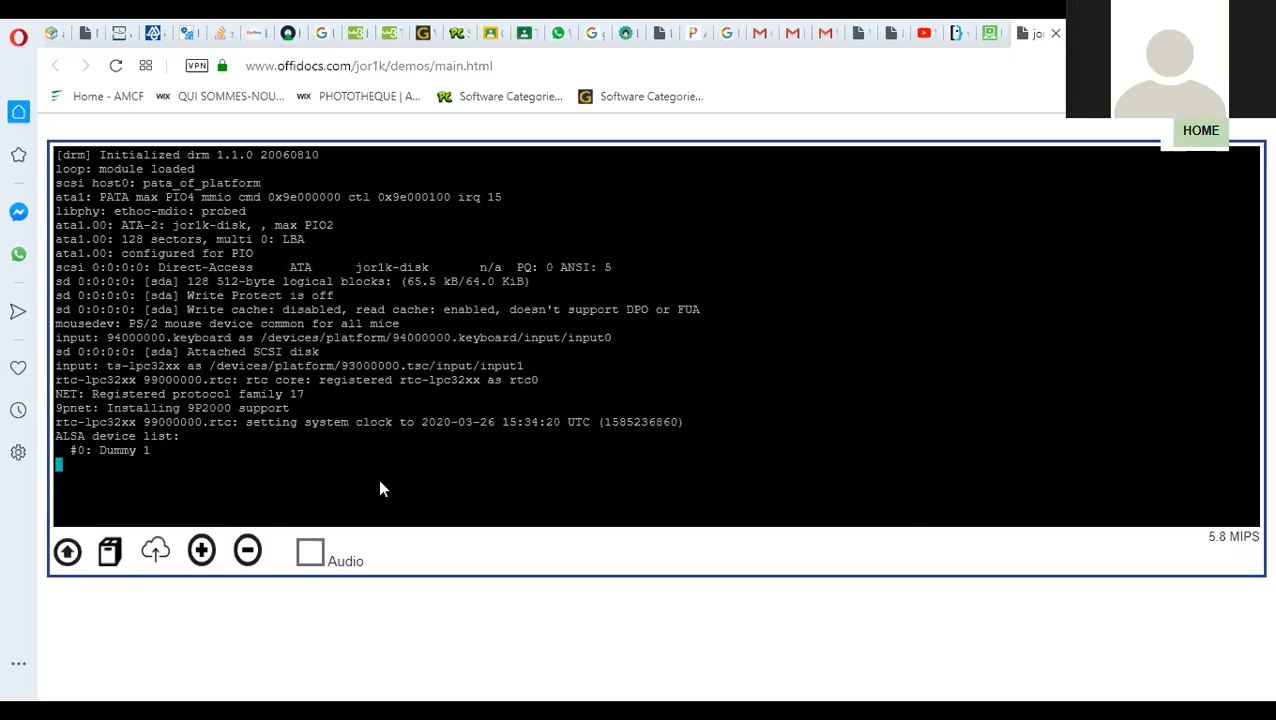 jor
VPN
www.offidocs.com/jor1k/demos/main.html
Home - AMCF
WIX QUI SOMMES-NOU...
WIX PHOTOTHEQUE | A...
Software Categorie...
Software Categorie...
HOME
[drm] Initialized drm 1.1.0 20060810
loop: module loaded
scsi host0: pata_of_platform
ata1: PATA max PIO4 mmio cmd 0x9e000000 ctl 0x9e000100 irq 15
libphy: ethoc-mdio: probed
ata1.00: ATA-2: jor1k-disk, , max PIO2
ata1.00: 128 sectors, multi 0: LBA
ata1.00: configured for PIO
scsi 0:0:0:0: Direct-Access     ATA      jor1k-disk       n/a  PQ: 0 ANSI: 5
sd 0:0:0:0: [sda] 128 512-byte logical blocks: (65.5 kB/64.0 KiB)
sd 0:0:0:0: [sda] Write Protect is off
sd 0:0:0:0: [sda] Write cache: disabled, read cache: enabled, doesn't support DPO or FUA
mousedev: PS/2 mouse device common for all mice
input: 94000000.keyboard as /devices/platform/94000000.keyboard/input/input0
sd 0:0:0:0: [sda] Attached SCSI disk
input: ts-lpc32xx as /devices/platform/93000000.tsc/input/input1
rtc-lpc32xx 99000000.rtc: rtc core: registered rtc-lpc32xx as rtc0
NET: Registered protocol family 17
9pnet: Installing 9P2000 support
rtc-lpc32xx 99000000.rtc: setting system clock to 2020-03-26 15:34:20 UTC (1585236860)
ALSA device list:
#0: Dummy 1
5.8 MIPS
Audio